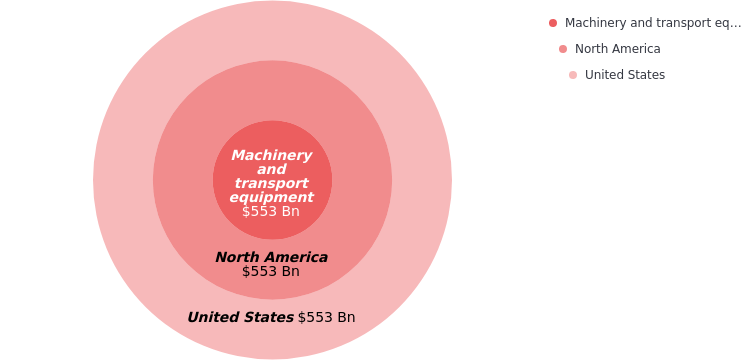 Machinery
and
transport
equipment
$553 Bn
North America
$553 Bn
United States $553 Bn
Machinery and transport eq...
North America
United States